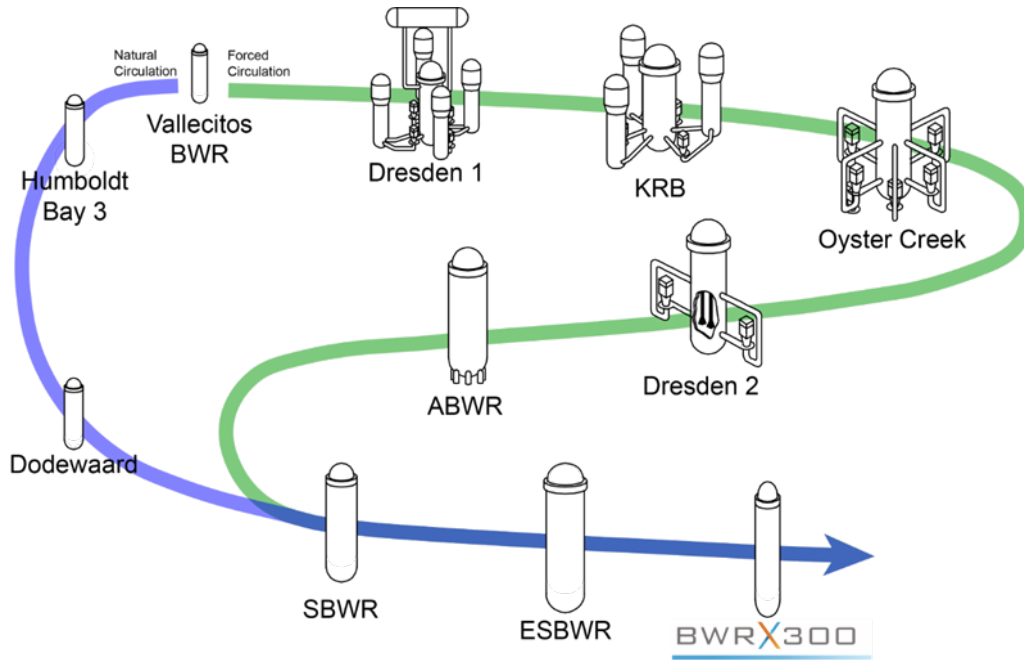 Natural
Circulation
Forced
Circulation
Vallecitos
BWR
Dresden 1
KRB
Oyster Creek
Humboldt
Bay 3
Dresden 2
ABWR
Dodewaard
SBWR
ESBWR
BWRX300